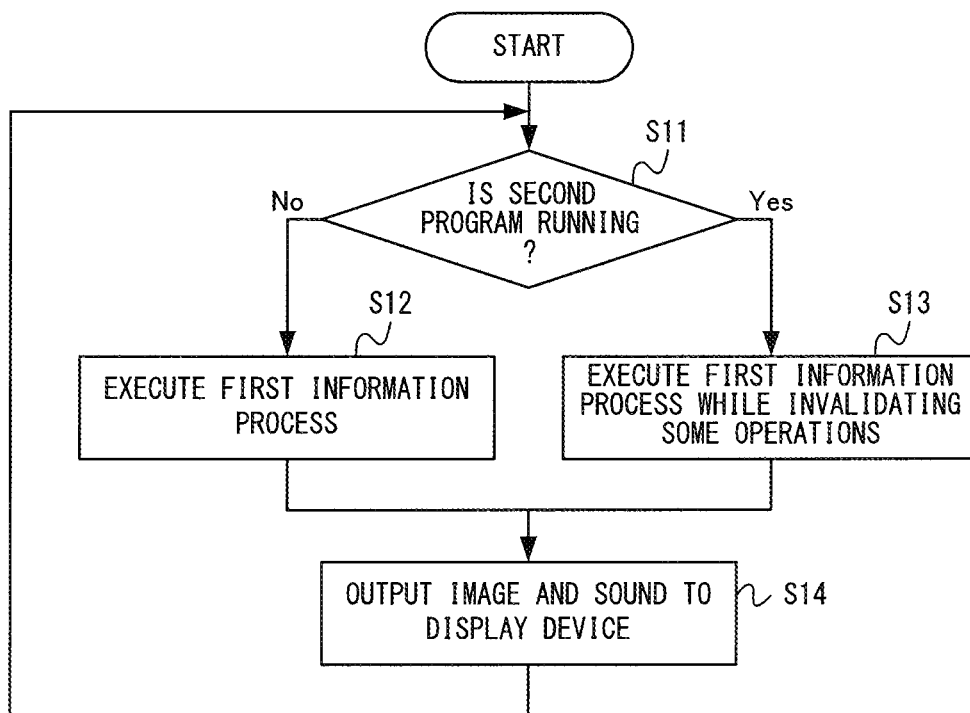 START
S11
IS SECOND
PROGRAM RUNNING
?
No
Yes
S12
S13
EXECUTE FIRST INFORMATION
PROCESS
EXECUTE FIRST INFORMATION
PROCESS WHILE INVALIDATING
SOME OPERATIONS
OUTPUT IMAGE AND SOUND TO
DISPLAY DEVICE
S14